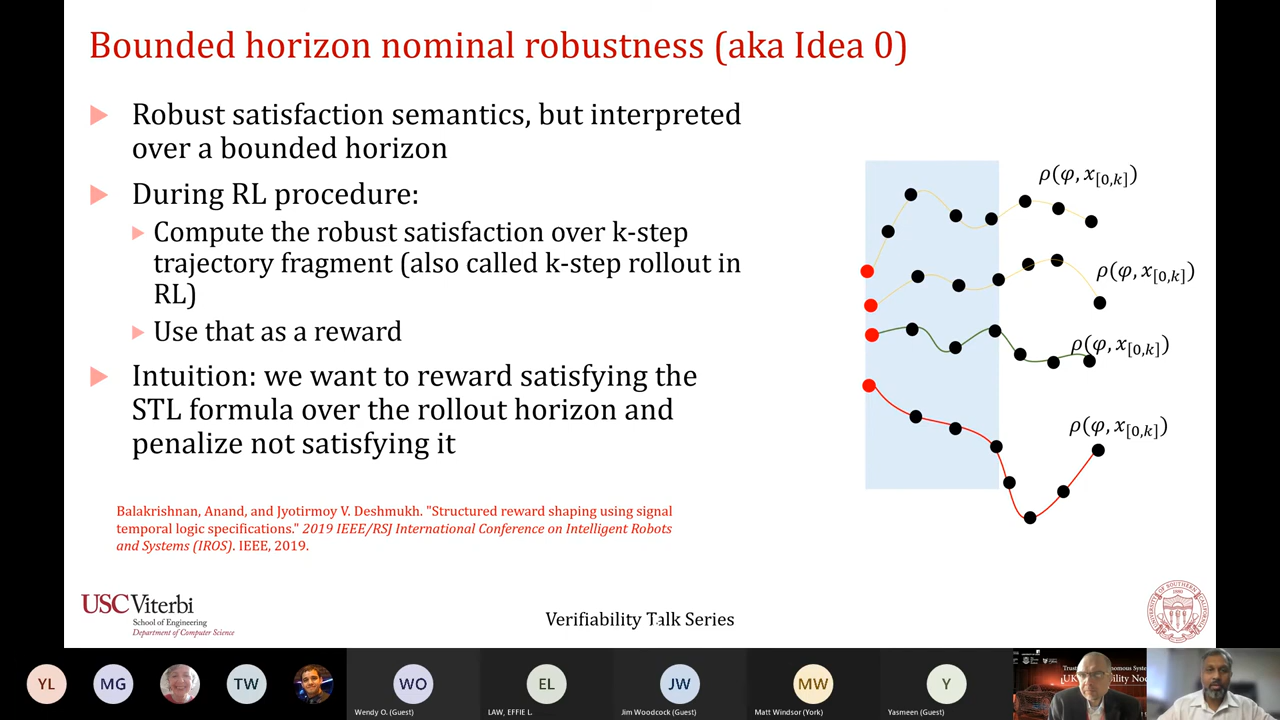 Bounded horizon nominal robustness (aka Idea 0)
Robust satisfaction semantics, but interpreted
over a bounded horizon
During RL procedure:
Compute the robust satisfaction over k-step
trajectory fragment (also called k-step rollout in
RL)
Use that as a reward
Intuition: we want to reward satisfying the
STL formula over the rollout horizon and
penalize not satisfying it
ρ(φ, x[0,k])
ρ(φ, x[0,k])
ρ(φ, x[0,k])
ρ(φ, x[0,k])
Balakrishnan, Anand, and Jyotirmoy V. Deshmukh. "Structured reward shaping using signal
temporal logic specifications." 2019 IEEE/RSJ International Conference on Intelligent Robots
and Systems (IROS). IEEE, 2019.
USC Viterbi
School of Engineering
Department of Computer Science
Verifiability Talk Series
YL
MG
TW
WO
Wendy O. (Guest)
EL
LAW, EFFIE L.
JW
Jim Woodcock (Guest)
MW
Matt Windsor (York)
Y
Yasmeen (Guest)